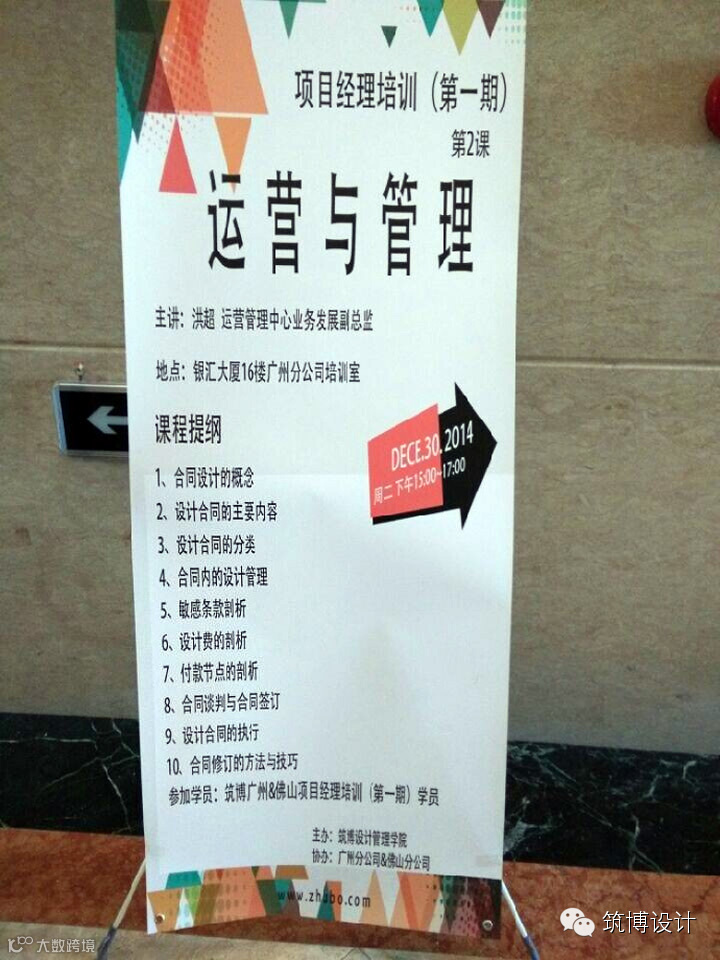 项目经理培训（第一期）
第2课
运营与管理
主讲：洪超 运营管理中心业务发展副总监
地点：银汇大厦16楼广州分公司培训室
课程提纲
DECE.30.2014
周二 下午15:00~17:00
1、合同设计的概念
2、设计合同的主要内容
3、设计合同的分类
4、合同内的设计管理
5、敏感条款剖析
6、设计费的剖析
7、付款节点的剖析
8、合同谈判与合同签订
9、设计合同的执行
10、合同修订的方法与技巧
参加学员：筑博广州&佛山项目经理培训（第一期）学员
主办：筑博设计管理学院
协办：广州分公司&佛山分公司
www.zhubo.com
筑博设计
大数跨境